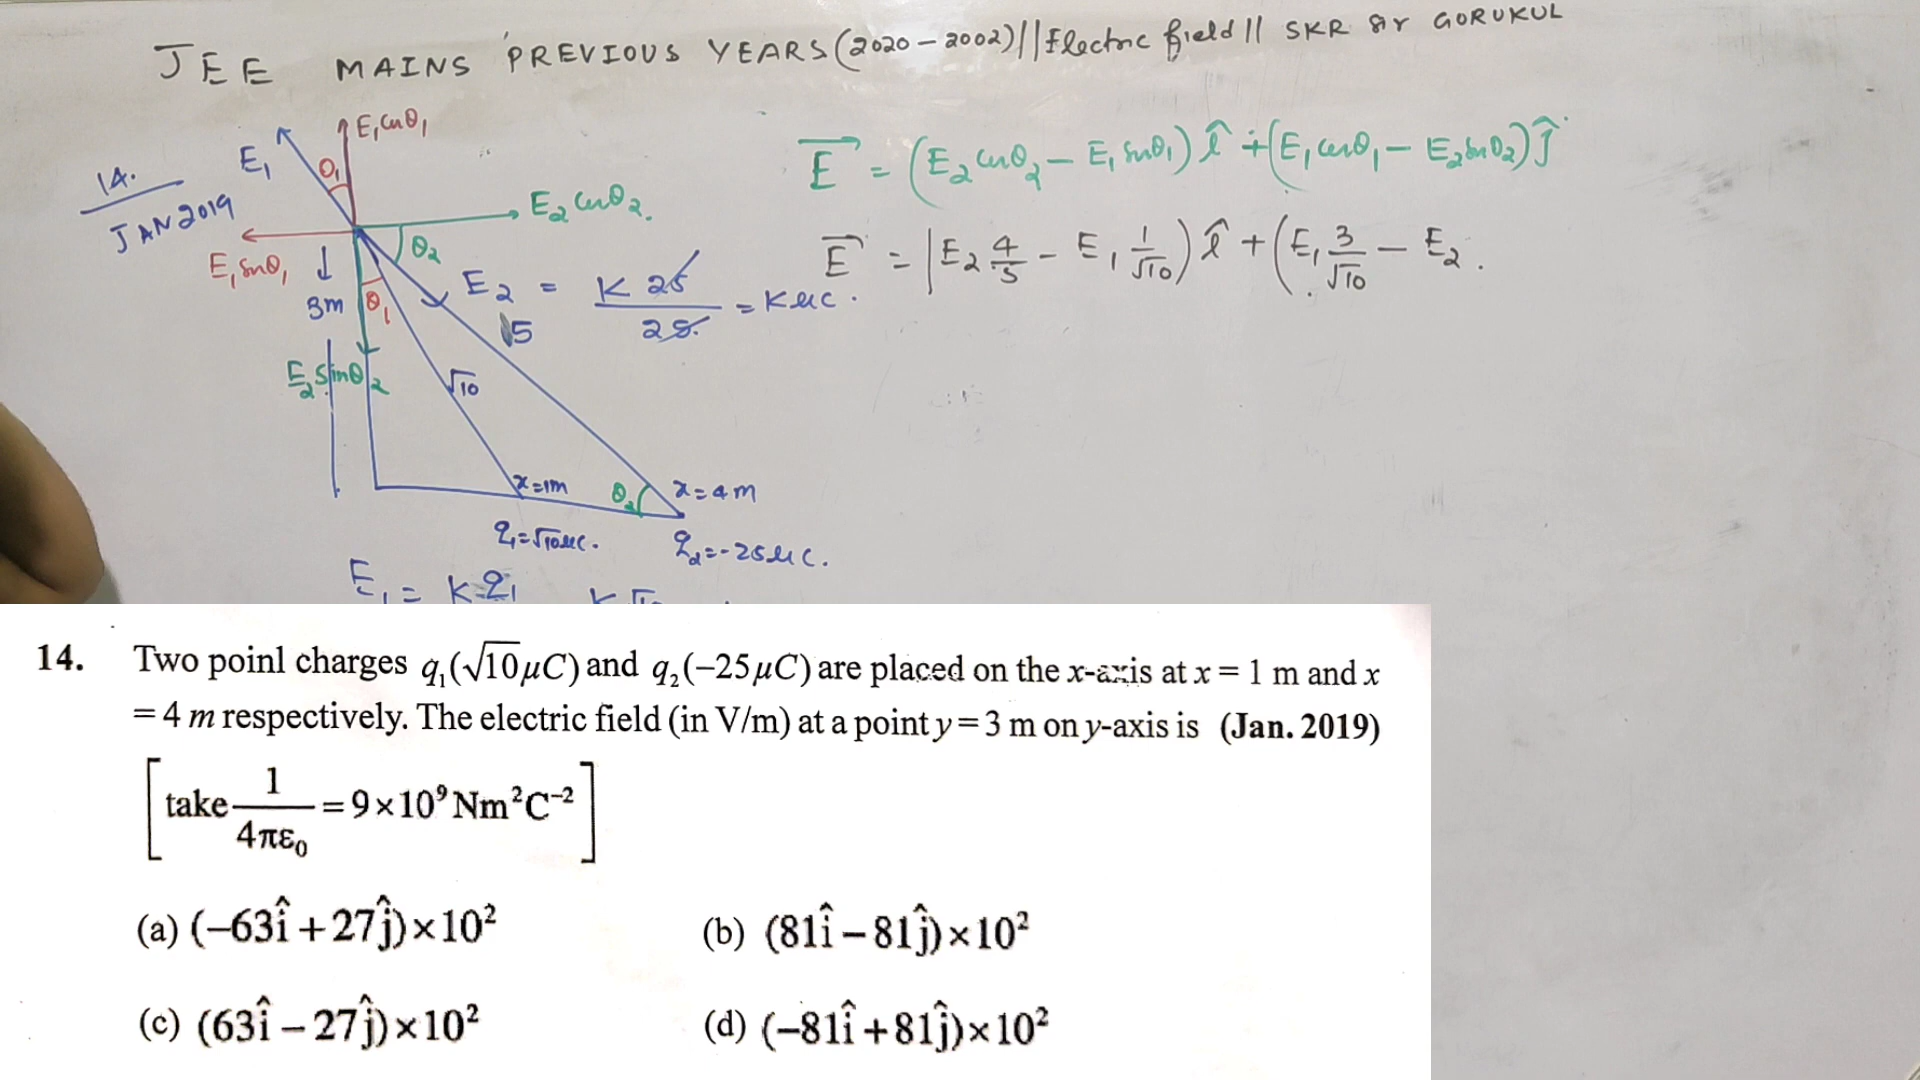 JEE MAINS PREVIOUS YEARS (2020-2002)||Electric field|| SKR Sir GORUKUL
14.
JAN 2019
E₁
θ₁
E₁cosθ₁
E₂cosθ₂.
θ₂
E₁sinθ₁
↓
3m
θ₁
E₂ = K 25 / 25. = Kμc.
5
E₂sinθ₂
√10
x=1m
θ₂
x=4m
q₁=√10μc.
q₂=-25μc.
E₁ = K q₁
E⃗ = (E₂cosθ₂ - E₁sinθ₁) î + (E₁cosθ₁ - E₂sinθ₂) ĵ
E⃗ = |E₂ 4/5 - E₁ 1/√10) î + (E₁ 3/√10 - E₂.
14. Two poinl charges q₁(√10μC) and q₂(−25μC) are placed on the x-axis at x = 1 m and x
= 4 m respectively. The electric field (in V/m) at a point y = 3 m on y-axis is (Jan. 2019)
[take 1/4πε₀ = 9×10⁹ Nm²C⁻²]
(a) (−63î + 27ĵ)×10² (b) (81î − 81ĵ)×10²
(c) (63î − 27ĵ)×10² (d) (−81î + 81ĵ)×10²